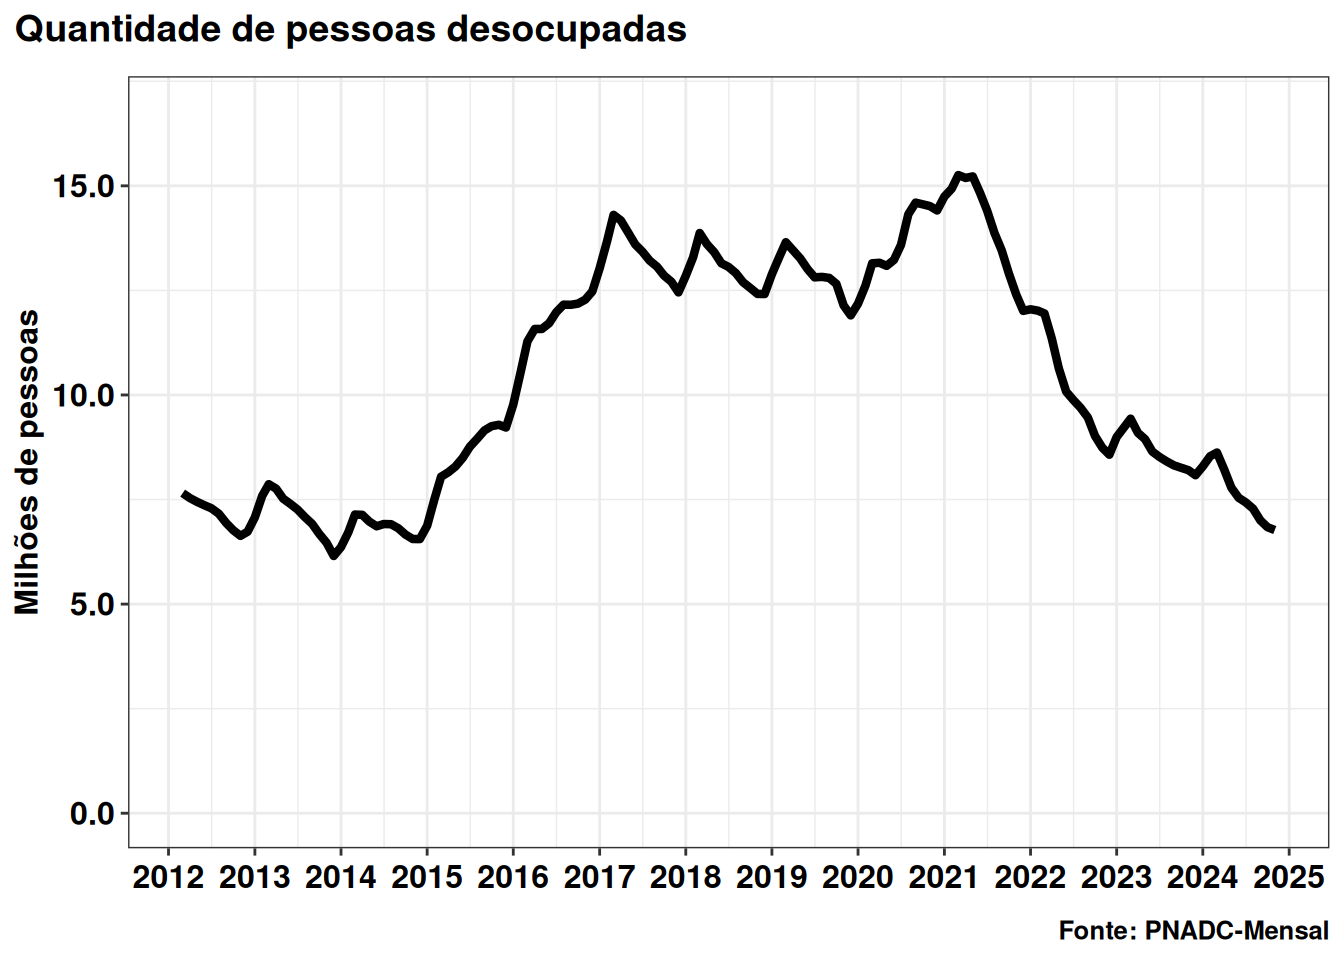 Quantidade de pessoas desocupadas
Milhões de pessoas
15.0
10.0
5.0
0.0
2012 2013 2014 2015 2016 2017 2018 2019 2020 2021 2022 2023 2024 2025
Fonte: PNADC-Mensal